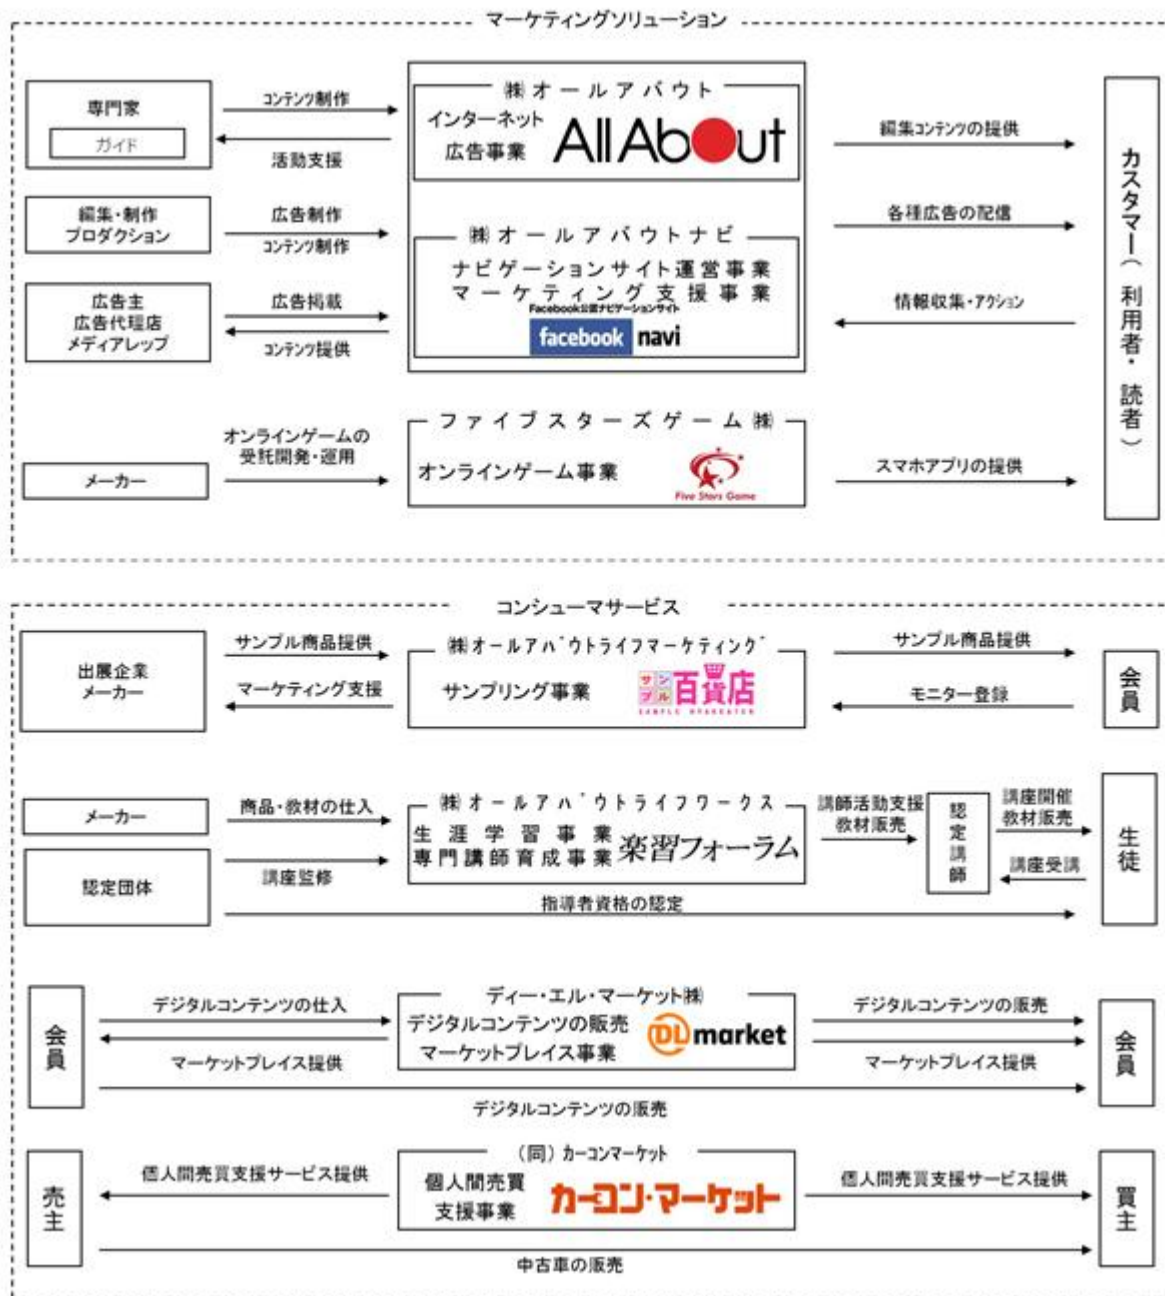 マーケティングソリューション
専門家
ガイド
コンテンツ制作
活動支援
㈱オールアバウト
インターネット
広告事業
AllAbout
編集コンテンツの提供
編集・制作
プロダクション
広告制作
コンテンツ制作
㈱オールアバウトナビ
ナビゲーションサイト運営事業
マーケティング支援事業
Facebook公認ナビゲーションサイト
facebook navi
各種広告の配信
広告主
広告代理店
メディアレップ
広告掲載
コンテンツ提供
情報収集・アクション
カスタマー(利用者・読者)
メーカー
オンラインゲームの
受託開発・運用
ファイブスターズゲーム㈱
オンラインゲーム事業
Five Stars Game
スマホアプリの提供
コンシューマサービス
出展企業
メーカー
サンプル商品提供
マーケティング支援
㈱オールアバウトライフマーケティング
サンプリング事業
サンプル百貨店
SAMPLE HYAKKATEN
サンプル商品提供
モニター登録
会員
メーカー
商品・教材の仕入
認定団体
講座監修
㈱オールアバウトライフワークス
生涯学習事業
専門講師育成事業
楽習フォーラム
講師活動支援
教材販売
認定講師
講座開催
教材販売
講座受講
生徒
指導者資格の認定
会員
デジタルコンテンツの仕入
マーケットプレイス提供
ディー・エル・マーケット㈱
デジタルコンテンツの販売
マーケットプレイス事業
DLmarket
デジタルコンテンツの販売
マーケットプレイス提供
会員
デジタルコンテンツの販売
売主
個人間売買支援サービス提供
(同)カーコンマーケット
個人間売買
支援事業
カーコン・マーケット
個人間売買支援サービス提供
買主
中古車の販売